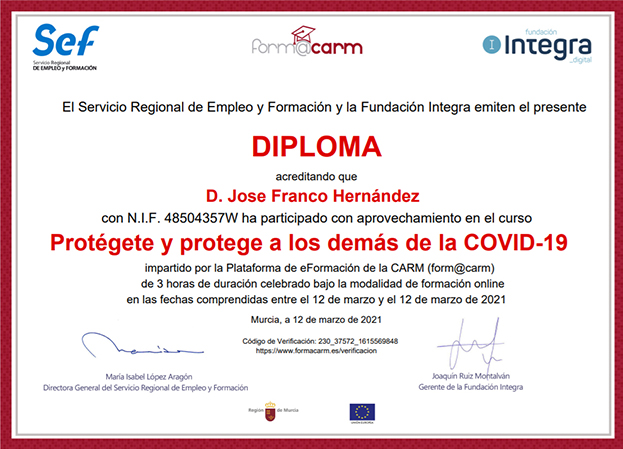 Sef
Servicio Regional
DE EMPLEO y FORMACIÓN
form@carm
fundación
Integra
_digital
El Servicio Regional de Empleo y Formación y la Fundación Integra emiten el presente
DIPLOMA
acreditando que
D. Jose Franco Hernández
con N.I.F. 48504357W ha participado con aprovechamiento en el curso
Protégete y protege a los demás de la COVID-19
impartido por la Plataforma de eFormación de la CARM (form@carm)
de 3 horas de duración celebrado bajo la modalidad de formación online
en las fechas comprendidas entre el 12 de marzo y el 12 de marzo de 2021
Murcia, a 12 de marzo de 2021
Código de Verificación: 230_37572_1615569848
https://www.formacarm.es/verificacion
María Isabel López Aragón
Directora General del Servicio Regional de Empleo y Formación
Joaquín Ruiz Montalván
Gerente de la Fundación Integra
Región de Murcia
UNIÓN EUROPEA